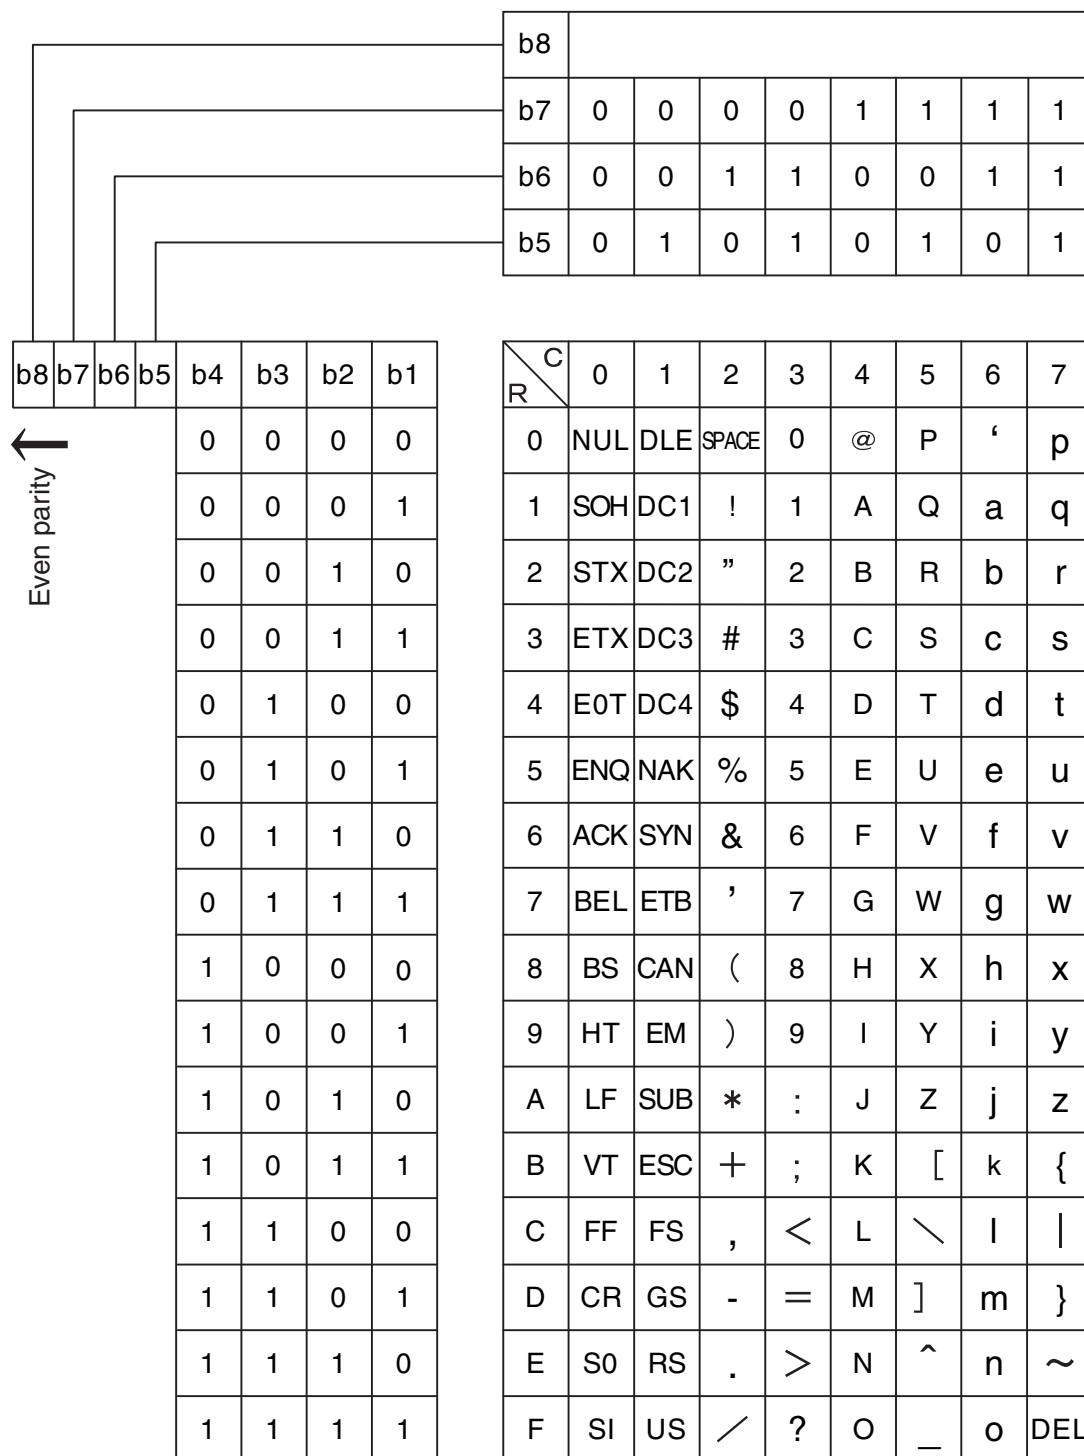 b8
b7 0 0 0 0 1 1 1 1
b6 0 0 1 1 0 0 1 1
b5 0 1 0 1 0 1 0 1
b8 b7 b6 b5 b4 b3 b2 b1 C R 0 1 2 3 4 5 6 7
0 0 0 0 0 NUL DLE SPACE 0 @ P ‘ p
0 0 0 1 1 SOH DC1 ! 1 A Q a q
0 0 1 0 2 STX DC2 ” 2 B R b r
0 0 1 1 3 ETX DC3 # 3 C S c s
0 1 0 0 4 E0T DC4 $ 4 D T d t
0 1 0 1 5 ENQ NAK % 5 E U e u
0 1 1 0 6 ACK SYN & 6 F V f v
0 1 1 1 7 BEL ETB ’ 7 G W g w
1 0 0 0 8 BS CAN ( 8 H X h x
1 0 0 1 9 HT EM ) 9 I Y i y
1 0 1 0 A LF SUB * : J Z j z
1 0 1 1 B VT ESC + ; K [ k {
1 1 0 0 C FF FS , < L \ l |
1 1 0 1 D CR GS - = M ] m }
1 1 1 0 E S0 RS . > N ^ n ~
1 1 1 1 F SI US / ? O _ o DEL
Even parity